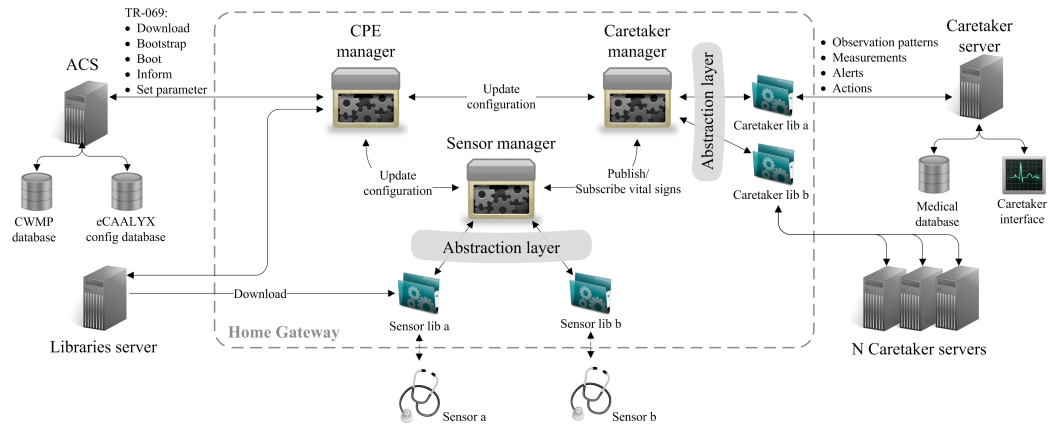 TR-069:
• Download
• Bootstrap
• Boot
• Inform
• Set parameter
ACS
CWMP
database
eCAALYX
config database
Libraries server
Download
CPE
manager
Update
configuration
Caretaker
manager
Abstraction layer
Caretaker lib a
Caretaker lib b
Sensor manager
Update
configuration
Publish/
Subscribe vital signs
Abstraction layer
Sensor lib a
Sensor lib b
Home Gateway
Sensor a
Sensor b
• Observation patterns
• Measurements
• Alerts
• Actions
Caretaker
server
Medical
database
Caretaker
interface
N Caretaker servers